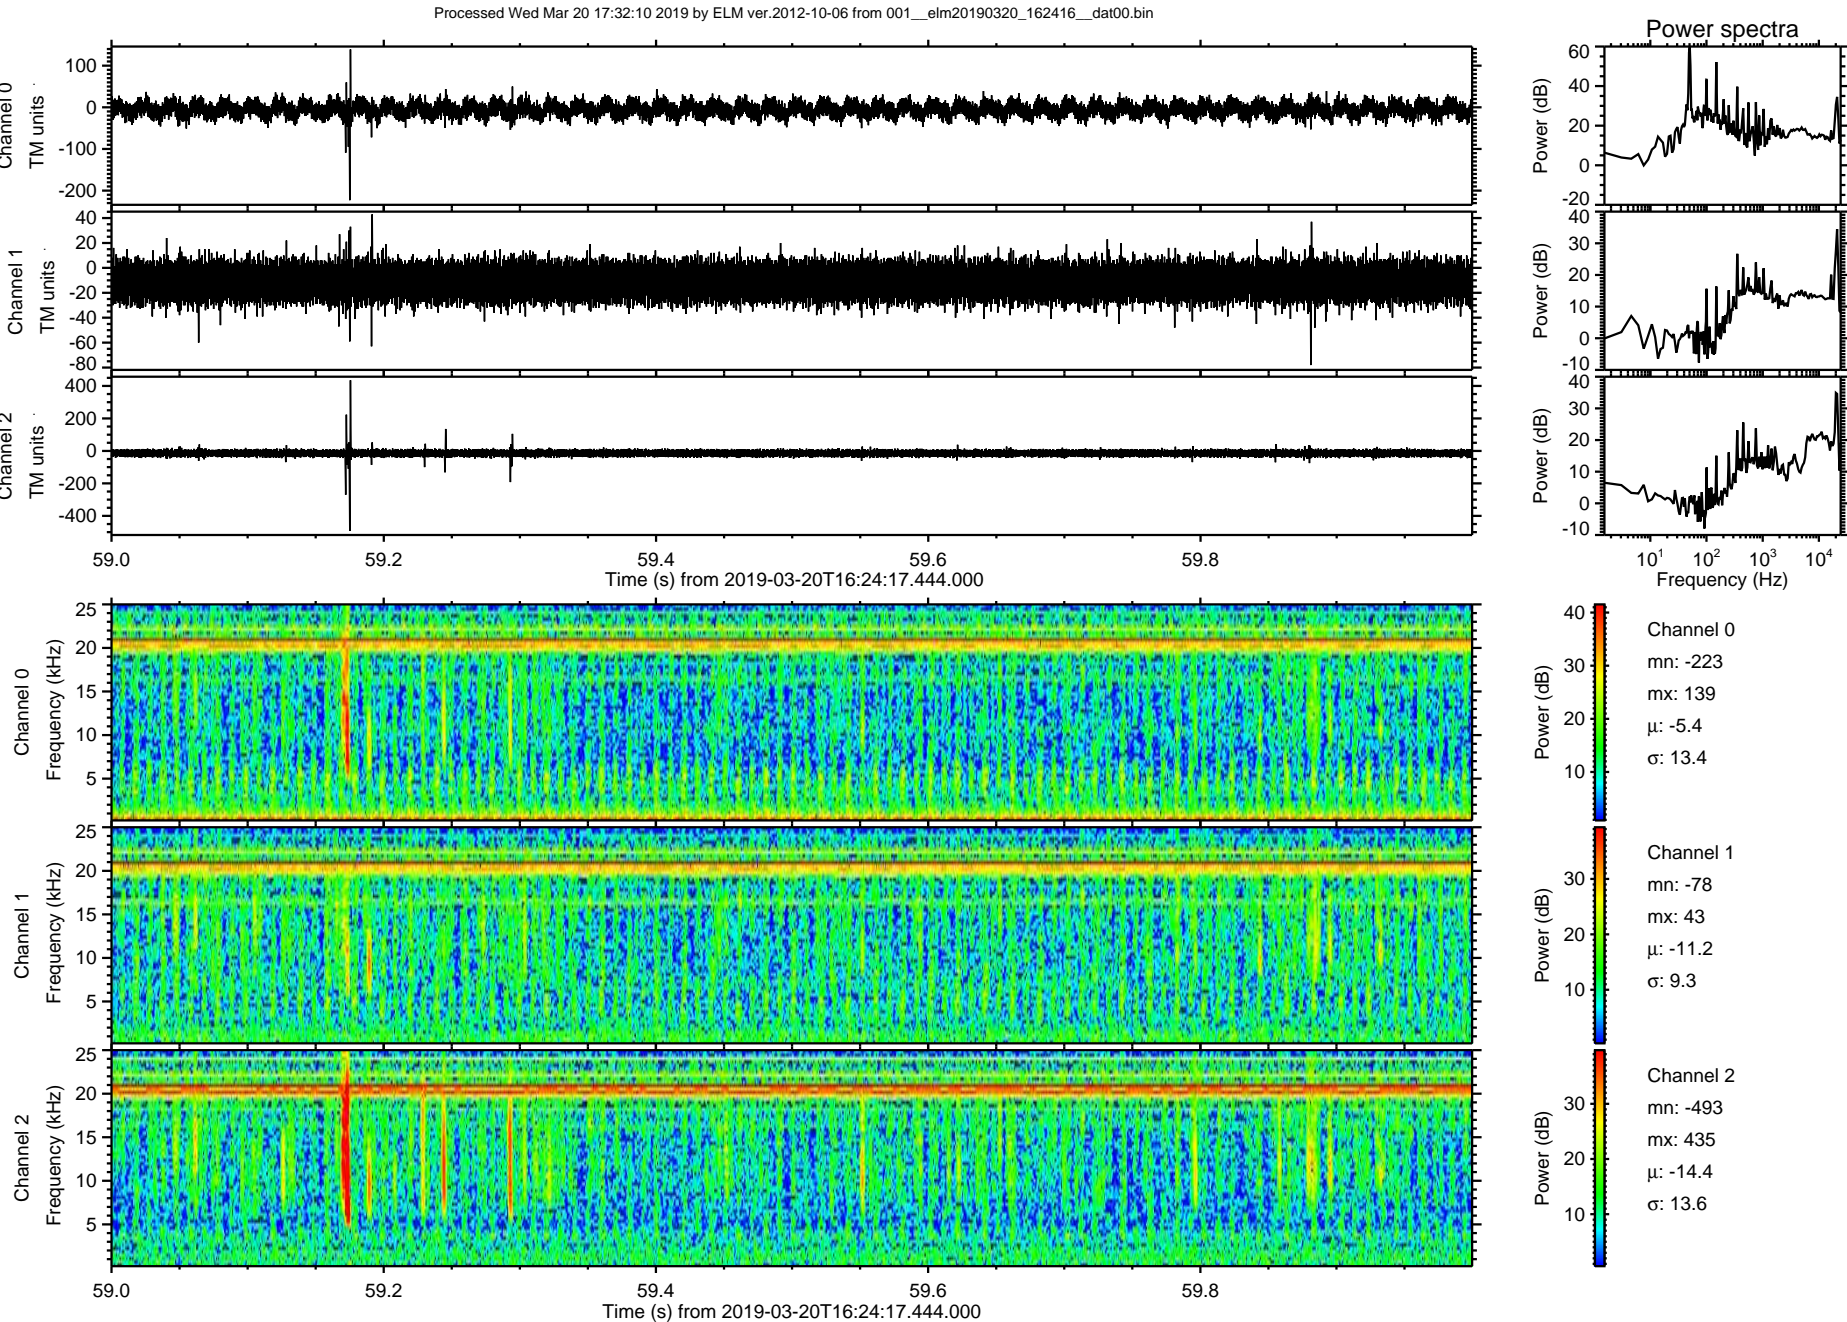 Processed Wed Mar 20 17:32:10 2019 by ELM ver.2012-10-06 from 001__elm20190320_162416__dat00.bin
Power spectra
Channel 0
TM units
100
0
-100
-200
Power (dB)
60
40
20
0
-20
Channel 1
TM units
40
20
0
-20
-40
-60
-80
Power (dB)
40
30
20
10
0
-10
Channel 2
TM units
400
200
0
-200
-400
Power (dB)
40
30
20
10
0
-10
59.0 59.2 59.4 59.6 59.8
Time (s) from 2019-03-20T16:24:17.444.000
10¹ 10² 10³ 10⁴
Frequency (Hz)
Channel 0
Frequency (kHz)
25
20
15
10
5
Power (dB)
40
30
20
10
Channel 0
mn: -223
mx: 139
μ: -5.4
σ: 13.4
Channel 1
Frequency (kHz)
25
20
15
10
5
Power (dB)
30
20
10
Channel 1
mn: -78
mx: 43
μ: -11.2
σ: 9.3
Channel 2
Frequency (kHz)
25
20
15
10
5
Power (dB)
30
20
10
Channel 2
mn: -493
mx: 435
μ: -14.4
σ: 13.6
59.0 59.2 59.4 59.6 59.8
Time (s) from 2019-03-20T16:24:17.444.000